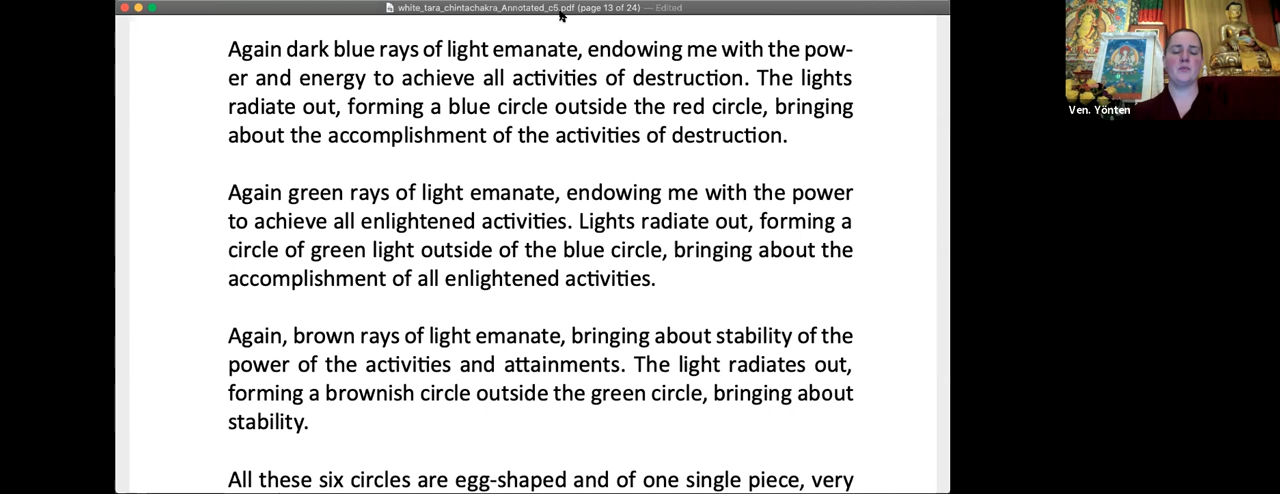 white_tara_chintachakra_Annotated_c5.pdf (page 13 of 24) — Edited
Again dark blue rays of light emanate, endowing me with the pow-
er and energy to achieve all activities of destruction. The lights
radiate out, forming a blue circle outside the red circle, bringing
about the accomplishment of the activities of destruction.
Again green rays of light emanate, endowing me with the power
to achieve all enlightened activities. Lights radiate out, forming a
circle of green light outside of the blue circle, bringing about the
accomplishment of all enlightened activities.
Again, brown rays of light emanate, bringing about stability of the
power of the activities and attainments. The light radiates out,
forming a brownish circle outside the green circle, bringing about
stability.
All these six circles are egg-shaped and of one single piece, very
Ven. Yönten